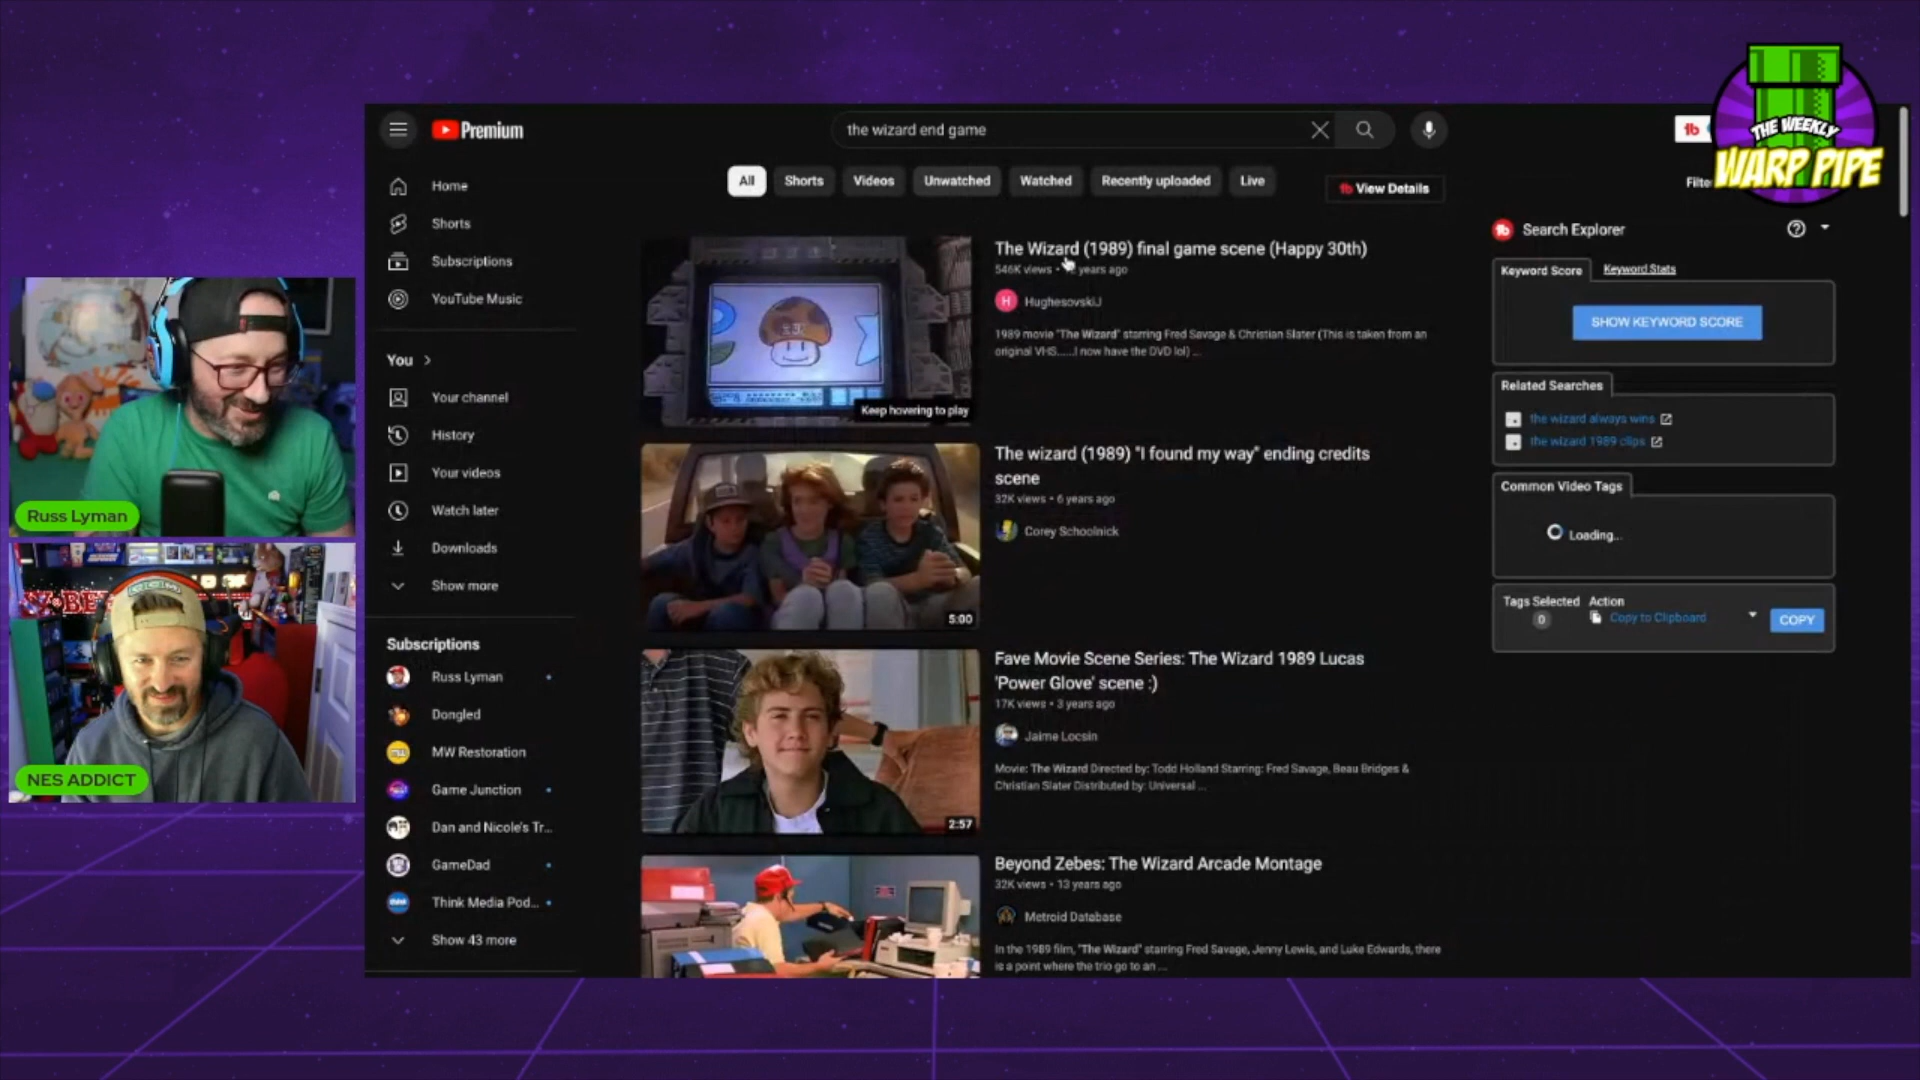 THE WEEKLY
WARP PIPE
Premium
the wizard end game
All
Shorts
Videos
Unwatched
Watched
Recently uploaded
Live
View Details
Home
Shorts
Subscriptions
YouTube Music
You
Your channel
History
Your videos
Watch later
Downloads
Show more
Subscriptions
Russ Lyman
Dongled
MW Restoration
Game Junction
Dan and Nicole's Tr...
GameDad
Think Media Pod...
Show 43 more
The Wizard (1989) final game scene (Happy 30th)
546K views • years ago
H
HughesovskiJ
1989 movie "The Wizard" starring Fred Savage & Christian Slater (This is taken from an
original VHS......I now have the DVD lol) ...
Keep hovering to play
The wizard (1989) "I found my way" ending credits
scene
32K views • 6 years ago
Corey Schoolnick
5:00
Fave Movie Scene Series: The Wizard 1989 Lucas
'Power Glove' scene :)
17K views • 3 years ago
Jaime Locsin
Movie: The Wizard Directed by: Todd Holland Starring: Fred Savage, Beau Bridges &
Christian Slater Distributed by: Universal ...
2:57
Beyond Zebes: The Wizard Arcade Montage
32K views • 13 years ago
Metroid Database
In the 1989 film, "The Wizard" starring Fred Savage, Jenny Lewis, and Luke Edwards, there
is a point where the trio go to an ...
Search Explorer
Keyword Score
Keyword Stats
SHOW KEYWORD SCORE
Related Searches
the wizard always wins
the wizard 1989 clips
Common Video Tags
Loading...
Tags Selected
0
Action
Copy to Clipboard
COPY
Russ Lyman
NES ADDICT